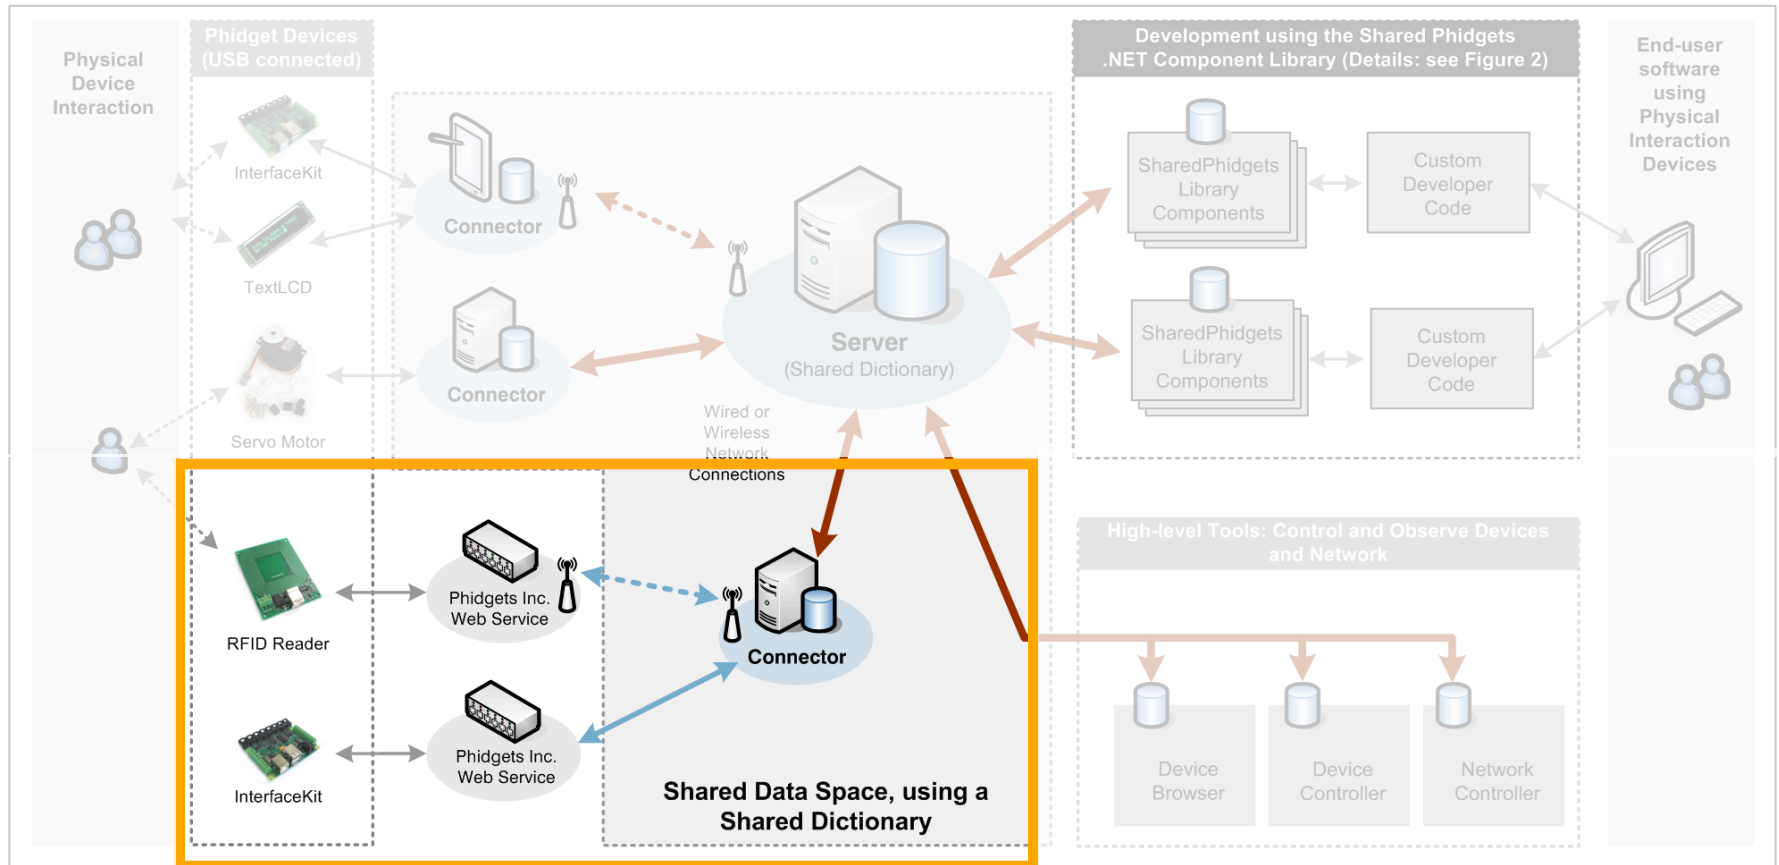 Physical
Device
Interaction
Phidget Devices
(USB connected)
InterfaceKit
TextLCD
Servo Motor
RFID Reader
InterfaceKit
Connector
Connector
Server
(Shared Dictionary)
Wired or
Wireless
Network
Connections
Phidgets Inc.
Web Service
Phidgets Inc.
Web Service
Connector
Shared Data Space, using a
Shared Dictionary
Development using the Shared Phidgets
.NET Component Library (Details: see Figure 2)
SharedPhidgets
Library
Components
Custom
Developer
Code
SharedPhidgets
Library
Components
Custom
Developer
Code
High-level Tools: Control and Observe Devices
and Network
Device
Browser
Device
Controller
Network
Controller
End-user
software
using
Physical
Interaction
Devices